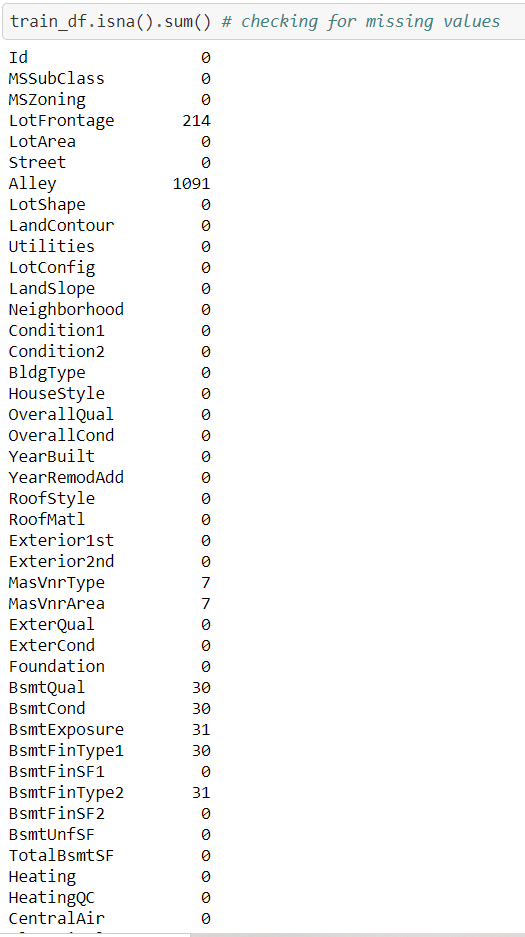 train_df.isna().sum() # checking for missing values
Id 0
MSSubClass 0
MSZoning 0
LotFrontage 214
LotArea 0
Street 0
Alley 1091
LotShape 0
LandContour 0
Utilities 0
LotConfig 0
LandSlope 0
Neighborhood 0
Condition1 0
Condition2 0
BldgType 0
HouseStyle 0
OverallQual 0
OverallCond 0
YearBuilt 0
YearRemodAdd 0
RoofStyle 0
RoofMatl 0
Exterior1st 0
Exterior2nd 0
MasVnrType 7
MasVnrArea 7
ExterQual 0
ExterCond 0
Foundation 0
BsmtQual 30
BsmtCond 30
BsmtExposure 31
BsmtFinType1 30
BsmtFinSF1 0
BsmtFinType2 31
BsmtFinSF2 0
BsmtUnfSF 0
TotalBsmtSF 0
Heating 0
HeatingQC 0
CentralAir 0